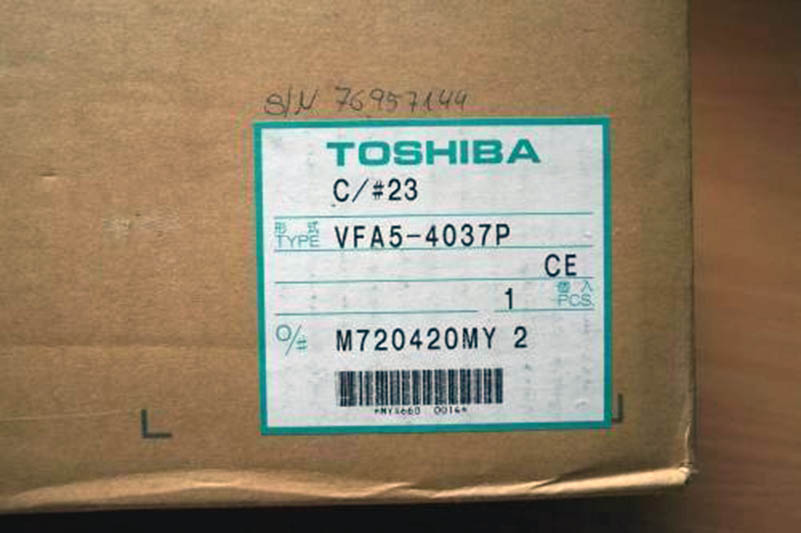 S/N 76957144
TOSHIBA
C/#23
形 式
TYPE VFA5-4037P
CE
1 個 入
PCS.
O/# M720420MY 2